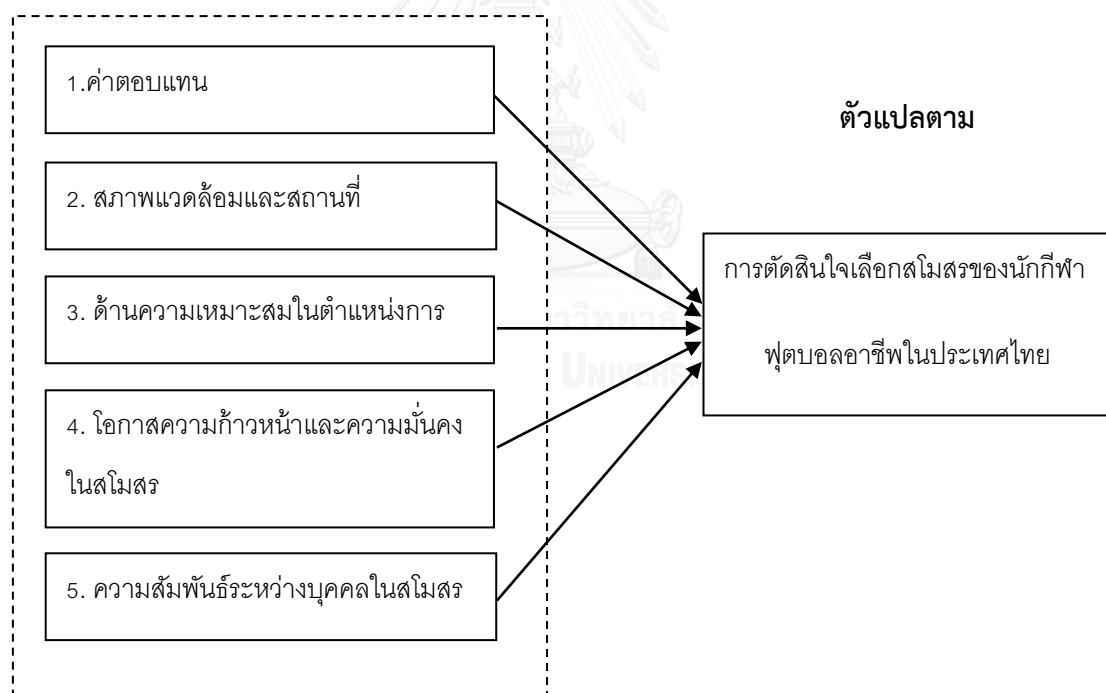 1.ค่าตอบแทน
ตัวแปลตาม
2. สภาพแวดล้อมและสถานที่
การตัดสินใจเลือกสโมสรของนักกีฬา
ฟุตบอลอาชีพในประเทศไทย
3. ด้านความเหมาะสมในตำแหน่งการ
4. โอกาสความก้าวหน้าและความมั่นคง
ในสโมสร
5. ความสัมพันธ์ระหว่างบุคคลในสโมสร